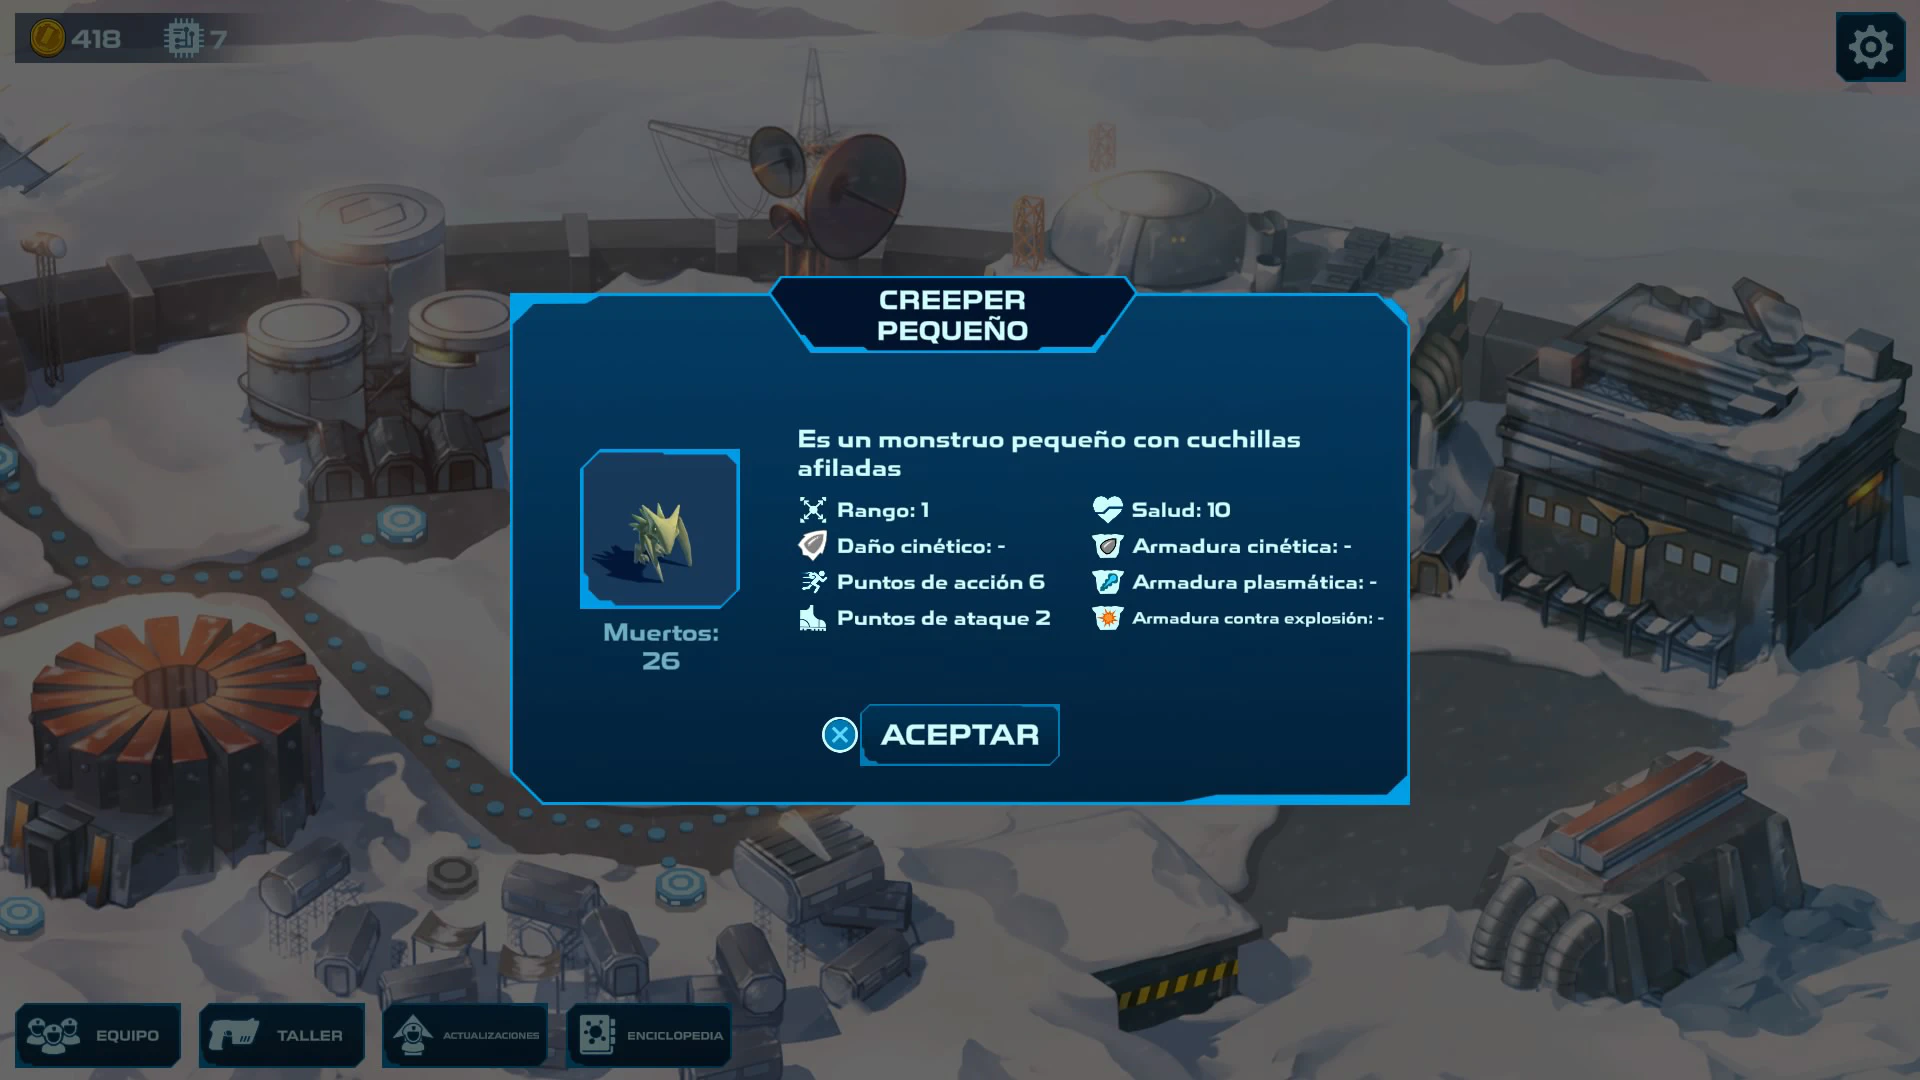 418
7
CREEPER
PEQUEÑO
Es un monstruo pequeño con cuchillas
afiladas
Rango: 1
Salud: 10
Daño cinético: -
Armadura cinética: -
Puntos de acción 6
Armadura plasmática: -
Puntos de ataque 2
Armadura contra explosión: -
Muertos:
26
ACEPTAR
EQUIPO
TALLER
ACTUALIZACIONES
ENCICLOPEDIA